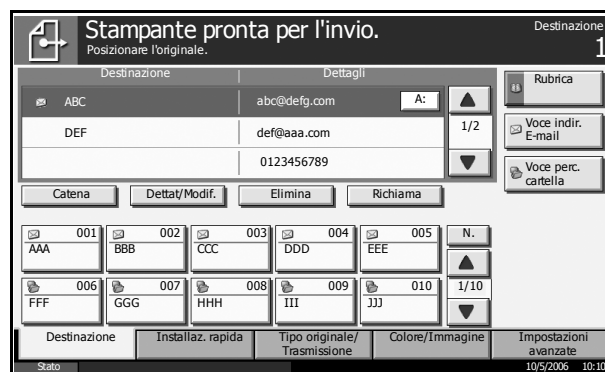 Stampante pronta per l'invio.
Posizionare l'originale.
Destinazione
1
Destinazione Dettagli
ABC abc@defg.com A:
DEF def@aaa.com
0123456789
1/2
Rubrica
Voce indir.
E-mail
Voce perc.
cartella
Catena Dettat/Modif. Elimina Richiama
001 002 003 004 005 N.
AAA BBB CCC DDD EEE
006 007 008 009 010 1/10
FFF GGG HHH III JJJ
Destinazione Installaz. rapida Tipo originale/
Trasmissione Colore/Immagine Impostazioni
avanzate
Stato 10/5/2006 10:10